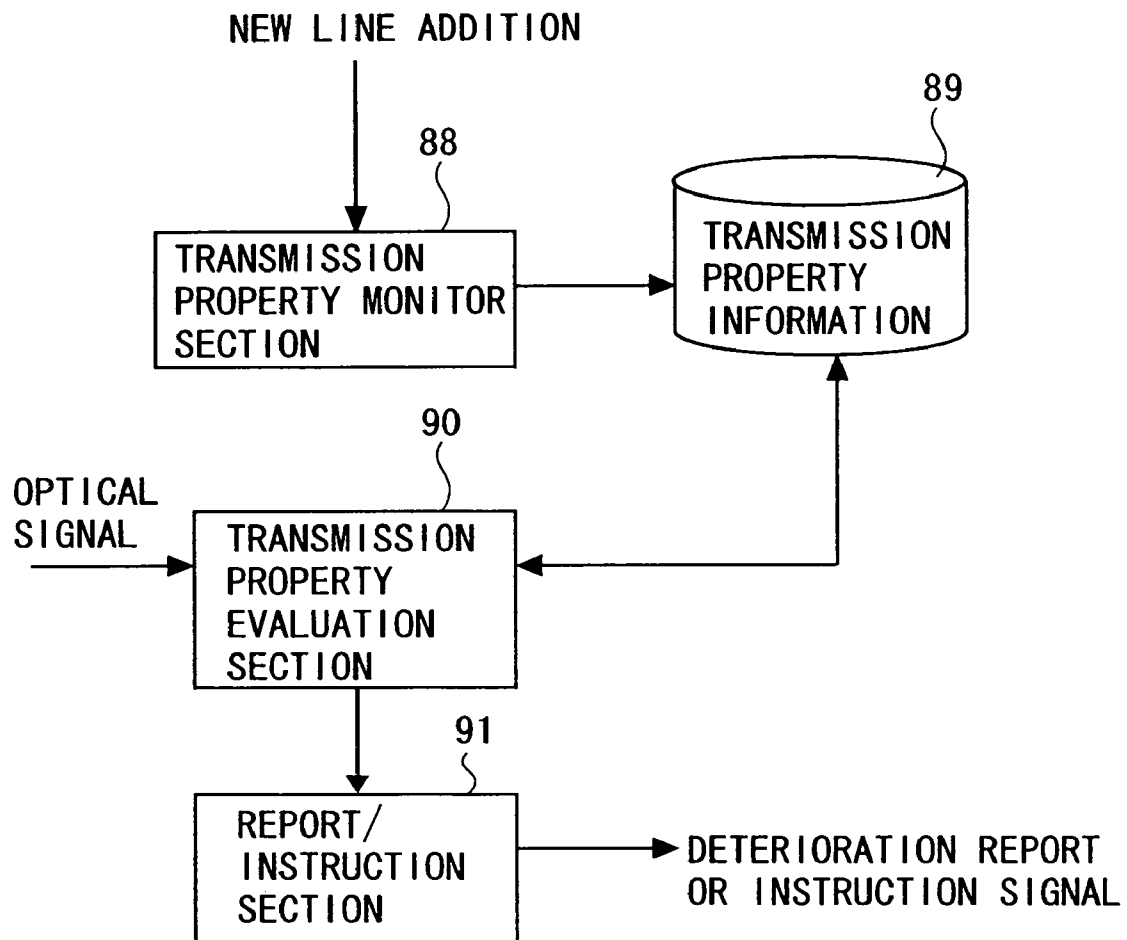 NEW LINE ADDITION
88
89
TRANSMISSION
PROPERTY MONITOR
SECTION
TRANSMISSION
PROPERTY
INFORMATION
90
OPTICAL
SIGNAL
TRANSMISSION
PROPERTY
EVALUATION
SECTION
91
REPORT/
INSTRUCTION
SECTION
DETERIORATION REPORT
OR INSTRUCTION SIGNAL